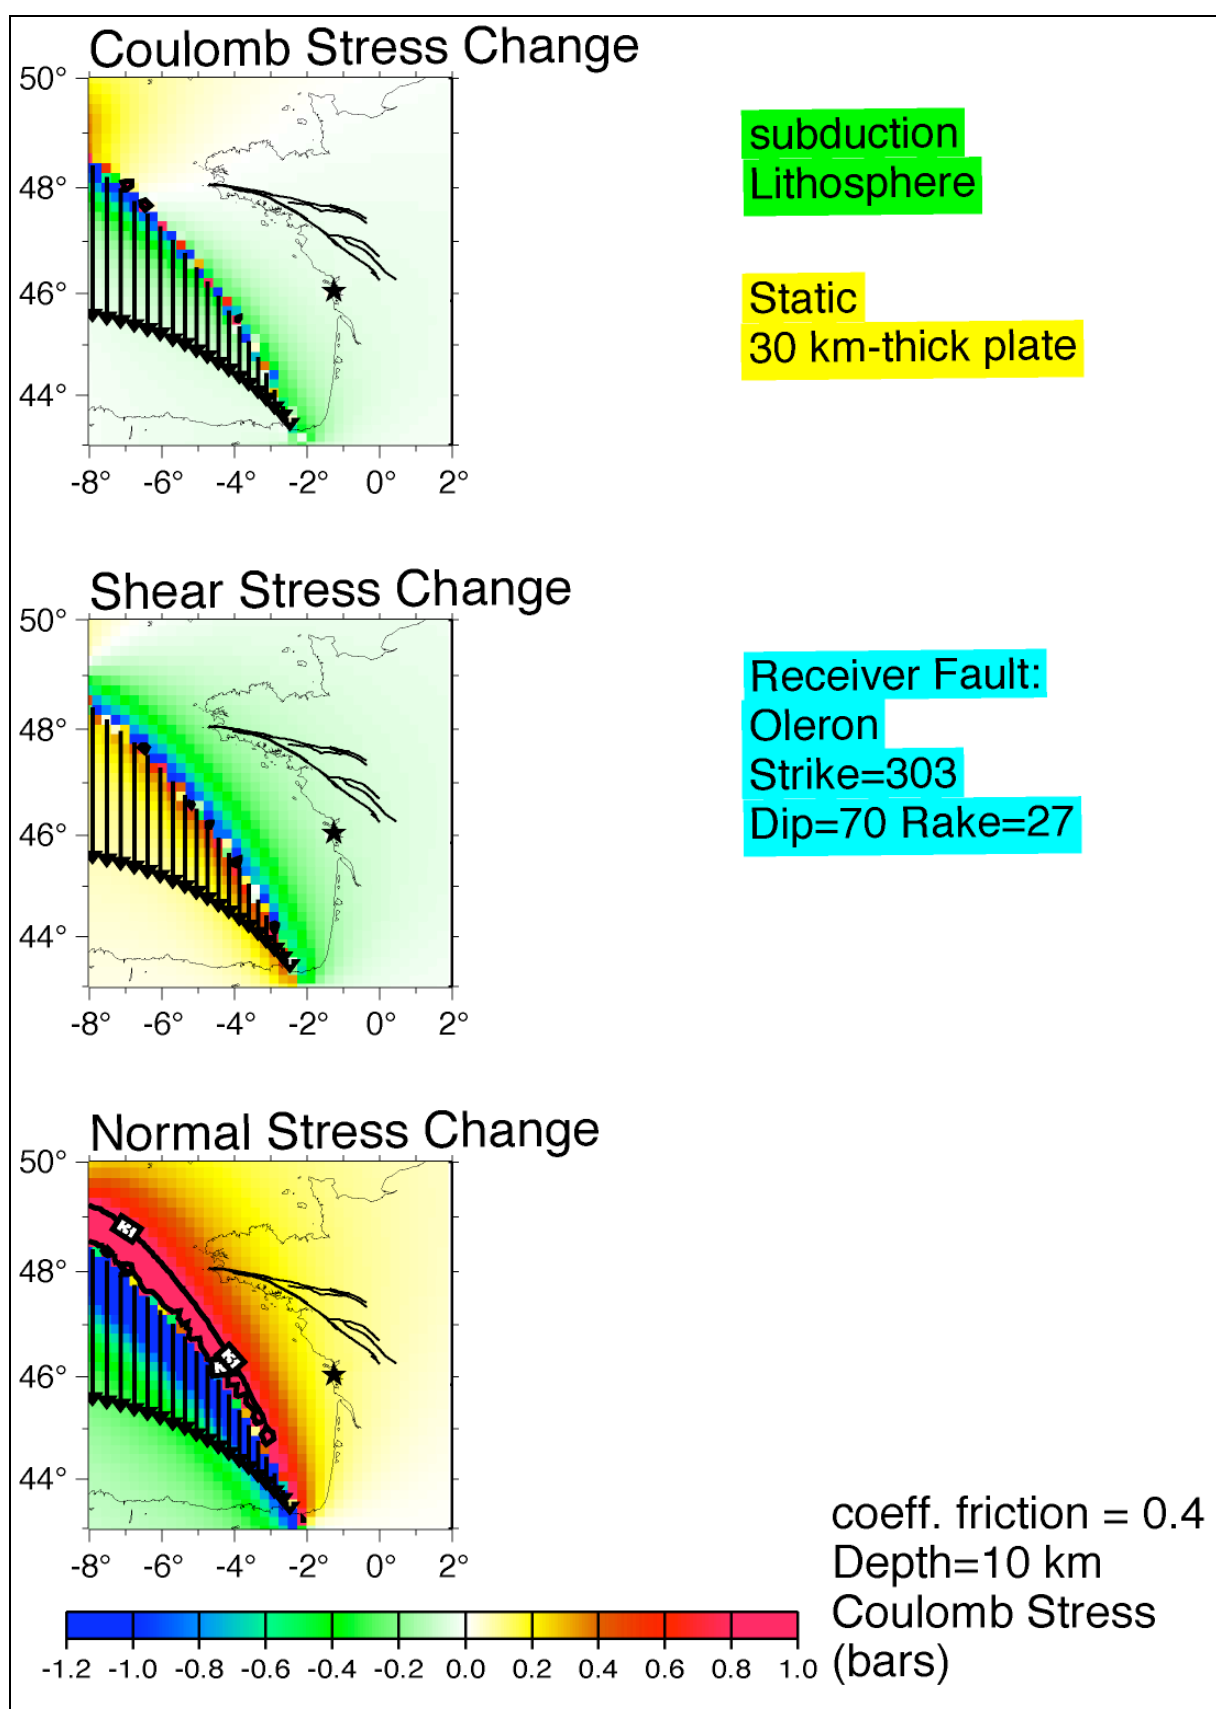 Coulomb Stress Change
50°
48°
46°
44°
-8° -6° -4° -2° 0° 2°
subduction
Lithosphere
Static
30 km-thick plate
Shear Stress Change
50°
48°
46°
44°
-8° -6° -4° -2° 0° 2°
Receiver Fault:
Oleron
Strike=303
Dip=70 Rake=27
Normal Stress Change
50°
48°
46°
44°
-8° -6° -4° -2° 0° 2°
-1.2 -1.0 -0.8 -0.6 -0.4 -0.2 0.0 0.2 0.4 0.6 0.8 1.0
coeff. friction = 0.4
Depth=10 km
Coulomb Stress
(bars)